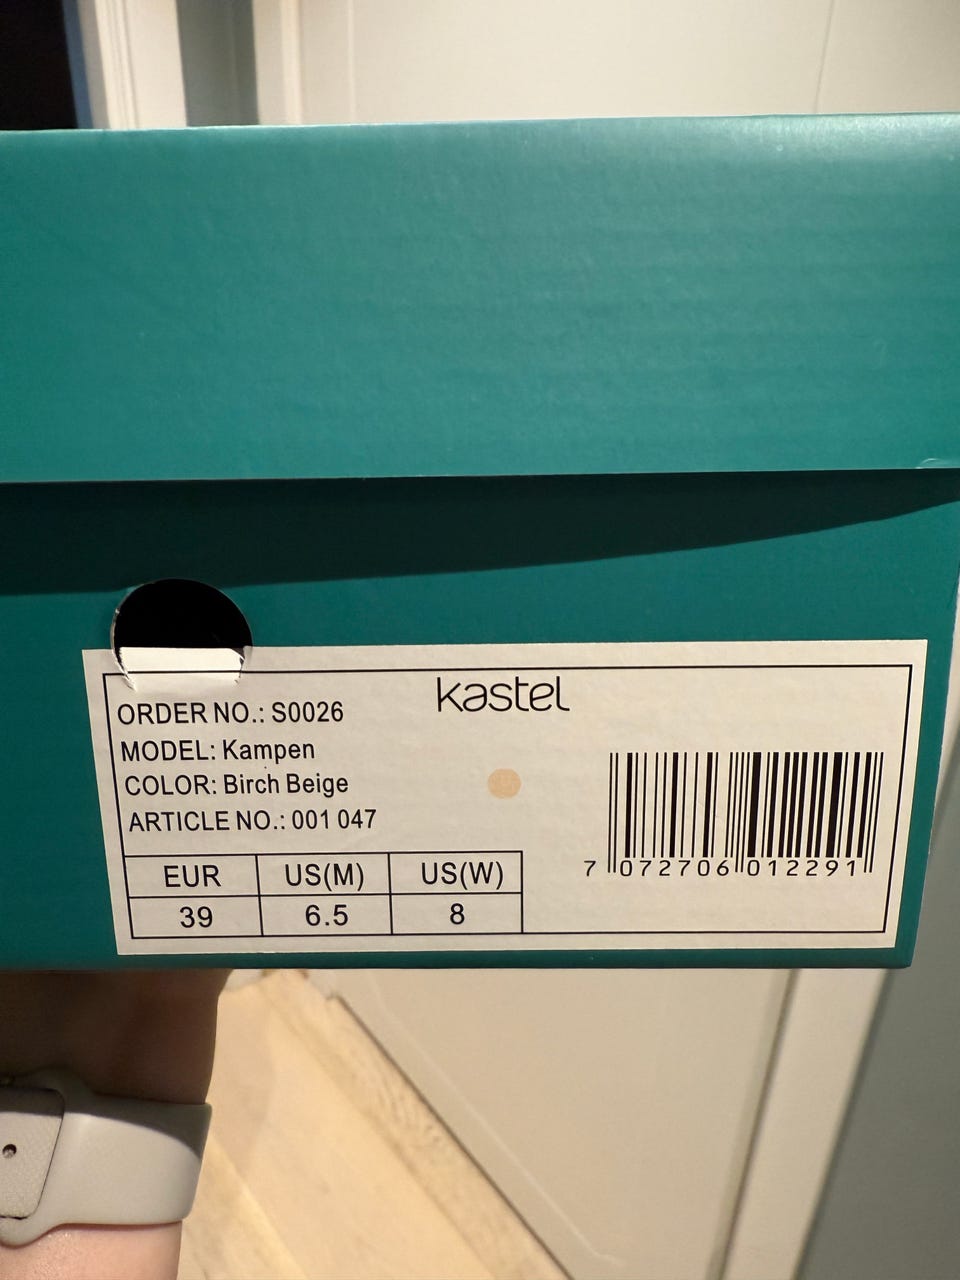 kastel
ORDER NO.: S0026
MODEL: Kampen
COLOR: Birch Beige
ARTICLE NO.: 001 047
EUR US(M) US(W)
39 6.5 8
7 072706 012291